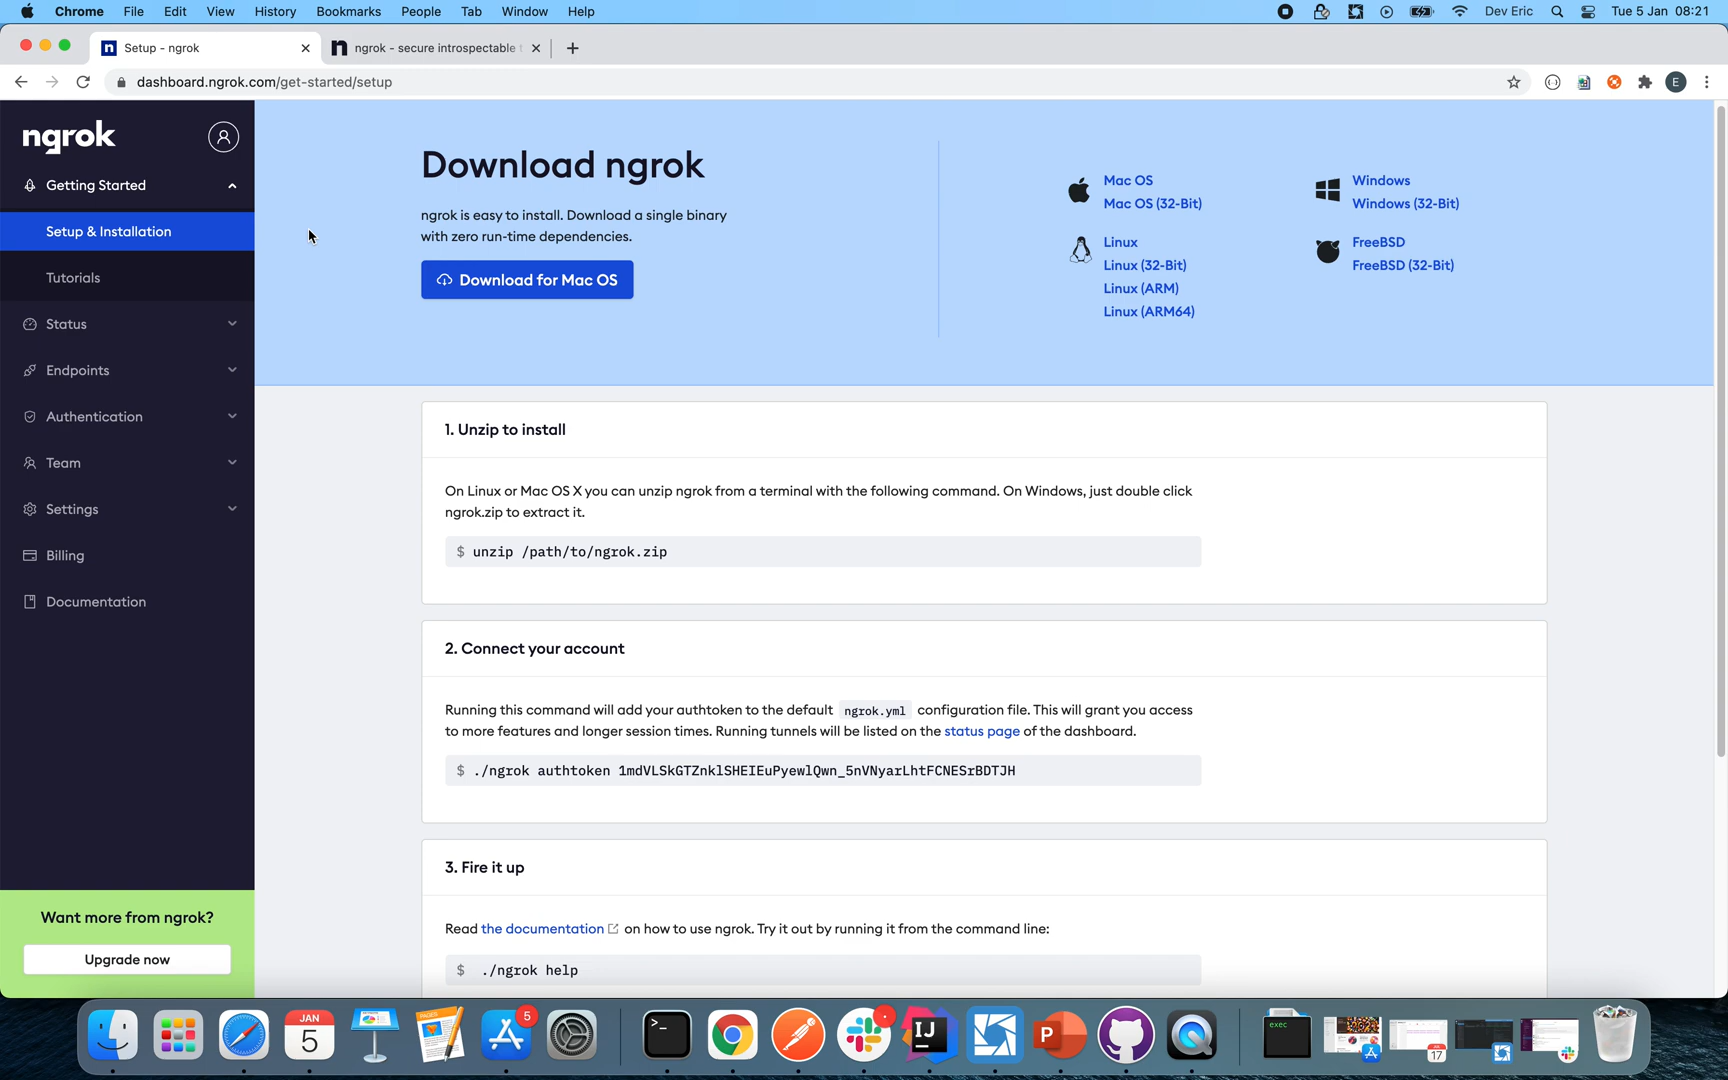 Chrome File Edit View History Bookmarks People Tab Window Help Dev Eric Tue 5 Jan 08:21
Setup - ngrok ngrok - secure introspectable t
dashboard.ngrok.com/get-started/setup E
ngrok
Getting Started
Setup & Installation
Tutorials
Status
Endpoints
Authentication
Team
Settings
Billing
Documentation
Want more from ngrok?
Upgrade now
Download ngrok
ngrok is easy to install. Download a single binary
with zero run-time dependencies.
Download for Mac OS
Mac OS
Mac OS (32-Bit)
Linux
Linux (32-Bit)
Linux (ARM)
Linux (ARM64)
Windows
Windows (32-Bit)
FreeBSD
FreeBSD (32-Bit)
1. Unzip to install
On Linux or Mac OS X you can unzip ngrok from a terminal with the following command. On Windows, just double click
ngrok.zip to extract it.
$ unzip /path/to/ngrok.zip
2. Connect your account
Running this command will add your authtoken to the default ngrok.yml configuration file. This will grant you access
to more features and longer session times. Running tunnels will be listed on the status page of the dashboard.
$ ./ngrok authtoken 1mdVLSkGTZnklSHEIEuPyewlQwn_5nVNyarLhtFCNESrBDTJH
3. Fire it up
Read the documentation on how to use ngrok. Try it out by running it from the command line:
$ ./ngrok help
JAN
5
PAGES
5
>_
IJ
P
exec
17